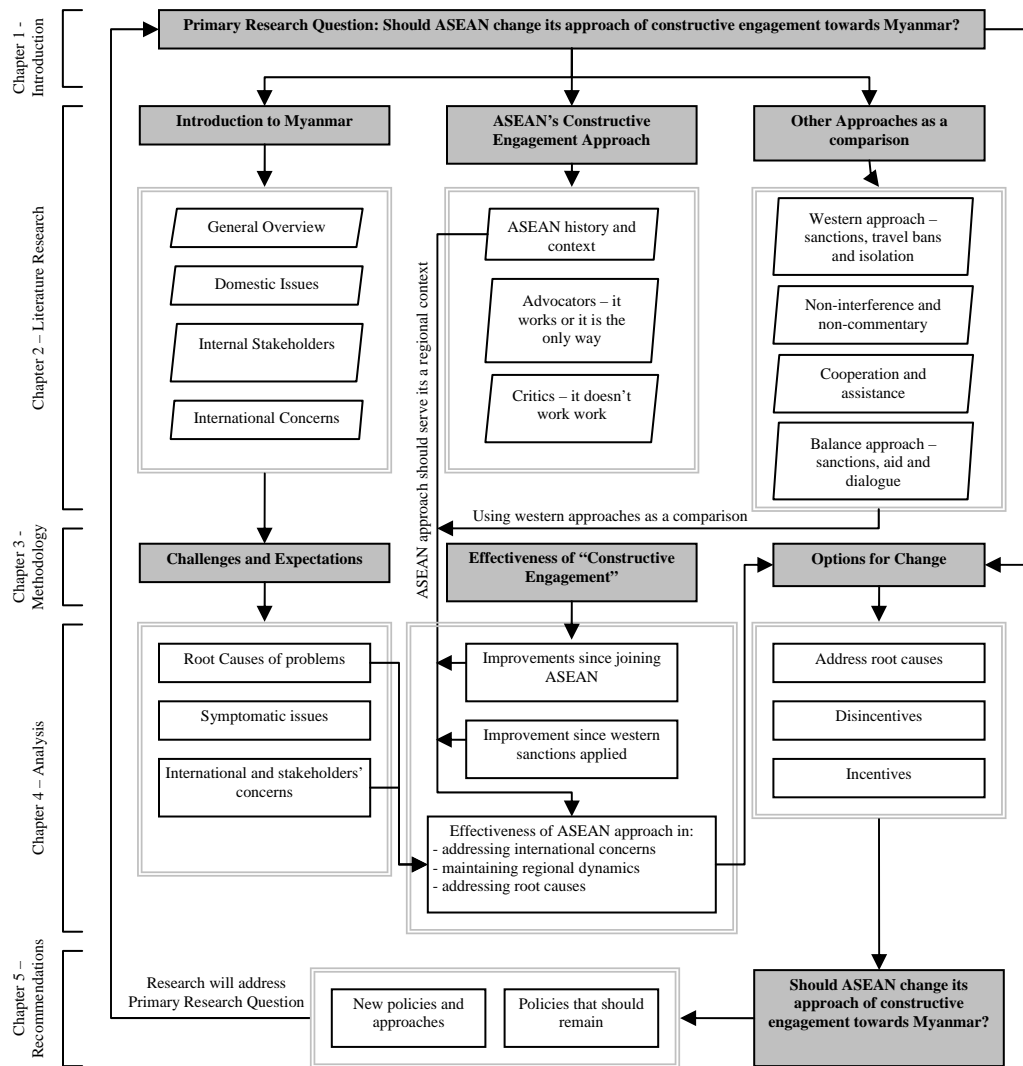 Chapter 1 -
Introduction
Primary Research Question: Should ASEAN change its approach of constructive engagement towards Myanmar?
Chapter 2 – Literature Research
Introduction to Myanmar
ASEAN's Constructive
Engagement Approach
Other Approaches as a
comparison
General Overview
Domestic Issues
Internal Stakeholders
International Concerns
ASEAN approach should serve its a regional context
ASEAN history and
context
Advocators – it
works or it is the
only way
Critics – it doesn't
work work
Western approach –
sanctions, travel bans
and isolation
Non-interference and
non-commentary
Cooperation and
assistance
Balance approach –
sanctions, aid and
dialogue
Using western approaches as a comparison
Chapter 3 -
Methodology
Challenges and Expectations
Effectiveness of “Constructive
Engagement”
Options for Change
Chapter 4 – Analysis
Root Causes of problems
Symptomatic issues
International and stakeholders'
concerns
Improvements since joining
ASEAN
Improvement since western
sanctions applied
Effectiveness of ASEAN approach in:
- addressing international concerns
- maintaining regional dynamics
- addressing root causes
Address root causes
Disincentives
Incentives
Chapter 5 –
Recommendations
Research will address
Primary Research Question
New policies and
approaches
Policies that should
remain
Should ASEAN change its
approach of constructive
engagement towards Myanmar?